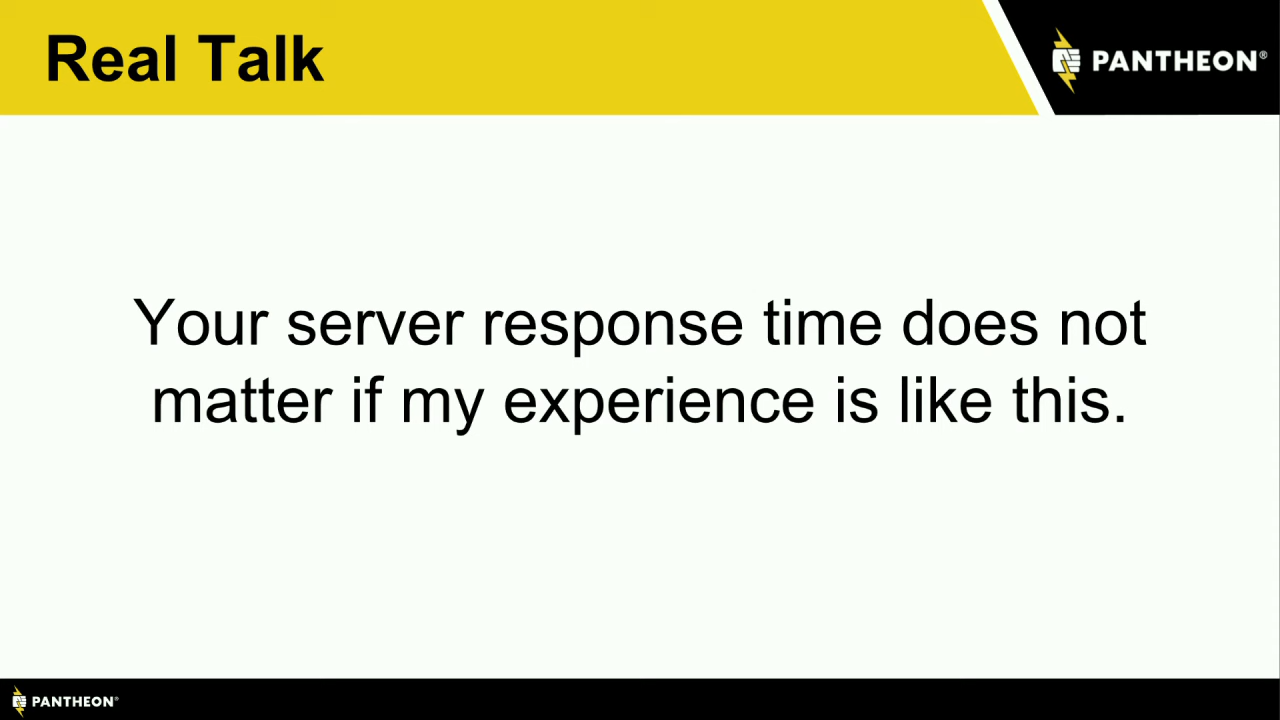 Real Talk
PANTHEON®
Your server response time does not
matter if my experience is like this.
PANTHEON®